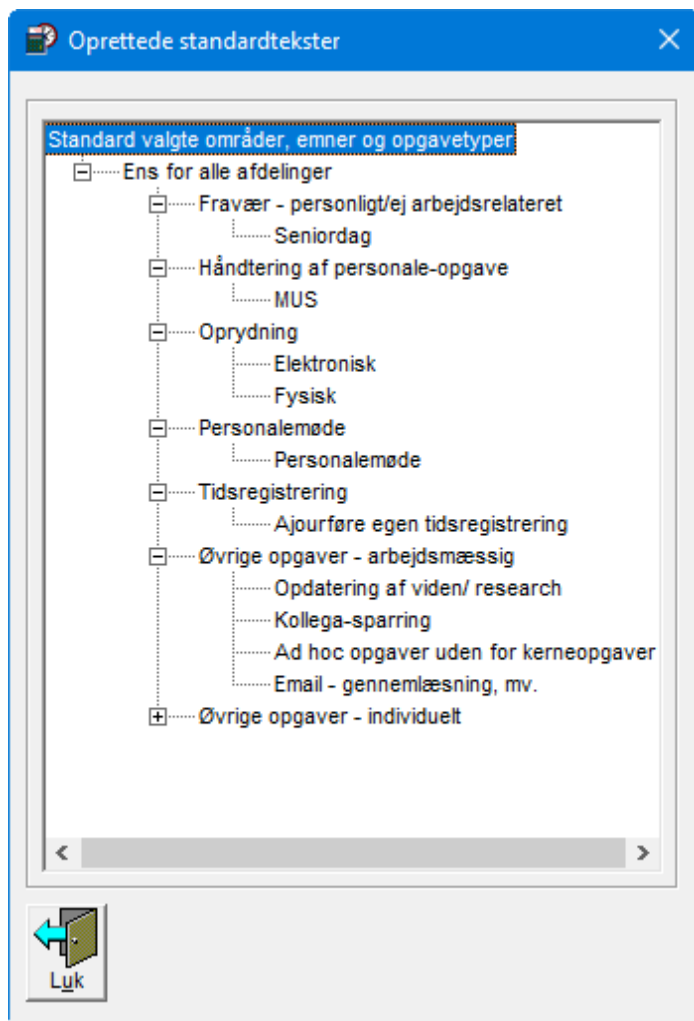 Oprettede standardtekster
Standard valgte områder, emner og opgavetyper
Ens for alle afdelinger
Fravær - personligt/ej arbejdsrelateret
Seniordag
Håndtering af personale-opgave
MUS
Oprydning
Elektronisk
Fysisk
Personalemøde
Personalemøde
Tidsregistrering
Ajourføre egen tidsregistrering
Øvrige opgaver - arbejdsmæssig
Opdatering af viden/ research
Kollega-sparring
Ad hoc opgaver uden for kerneopgaver
Email - gennemlæsning, mv.
Øvrige opgaver - individuelt
Luk